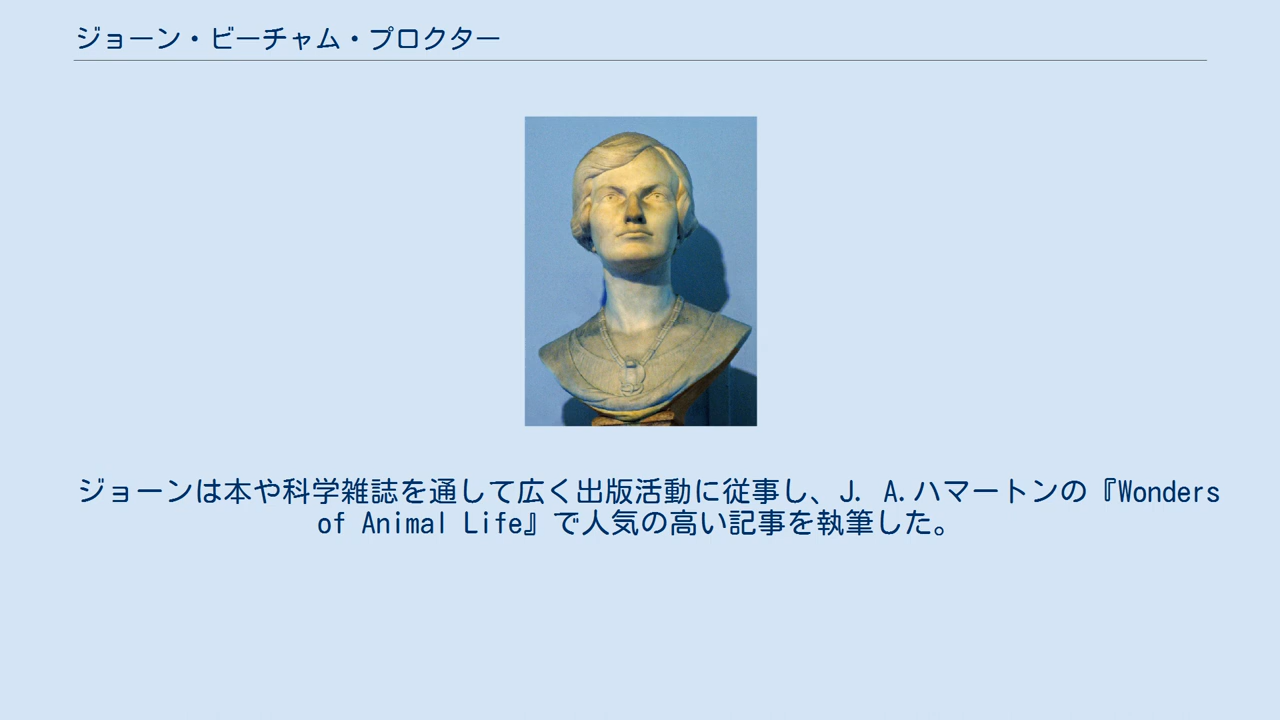 ジョーン・ビーチャム・プロクター
ジョーンは本や科学雑誌を通して広く出版活動に従事し、J. A.ハマートンの『Wonders
of Animal Life』で人気の高い記事を執筆した。